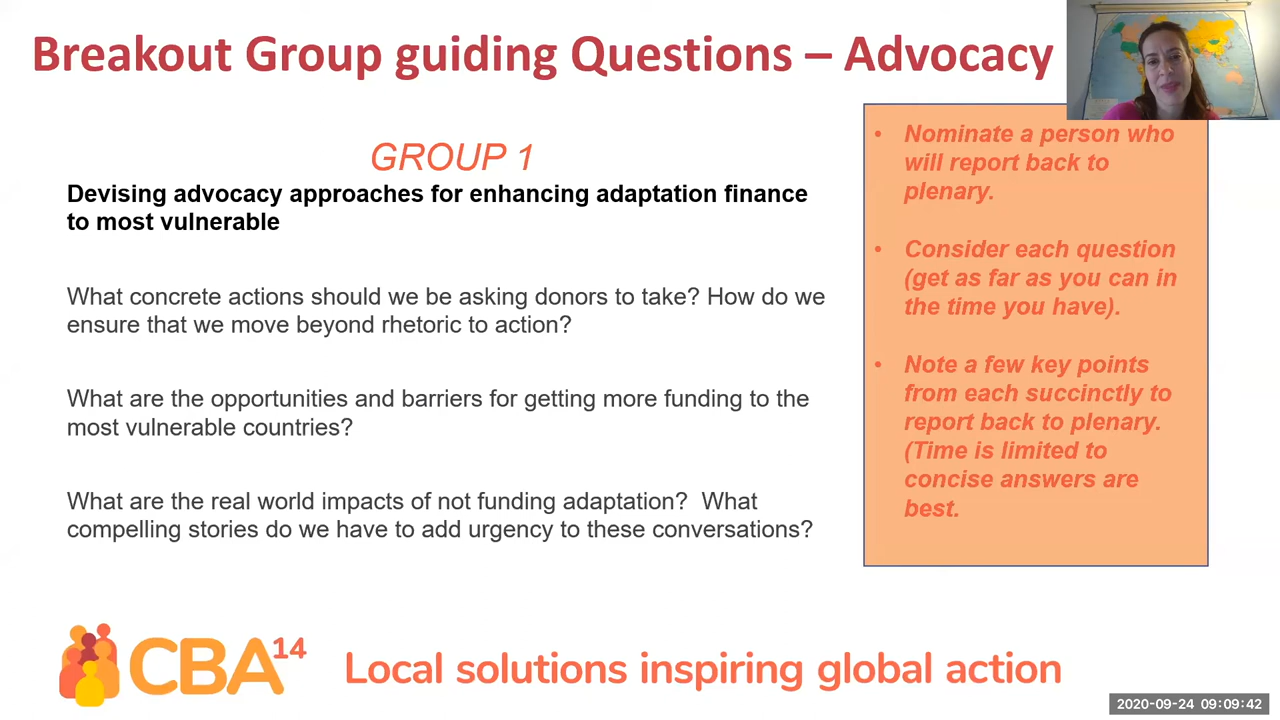 Breakout Group guiding Questions – Advocacy
GROUP 1
Devising advocacy approaches for enhancing adaptation finance
to most vulnerable
What concrete actions should we be asking donors to take? How do we
ensure that we move beyond rhetoric to action?
What are the opportunities and barriers for getting more funding to the
most vulnerable countries?
What are the real world impacts of not funding adaptation?  What
compelling stories do we have to add urgency to these conversations?
• Nominate a person who
will report back to
plenary.
• Consider each question
(get as far as you can in
the time you have).
• Note a few key points
from each succinctly to
report back to plenary.
(Time is limited to
concise answers are
best.
CBA14
Local solutions inspiring global action
2020-09-24 09:09:42